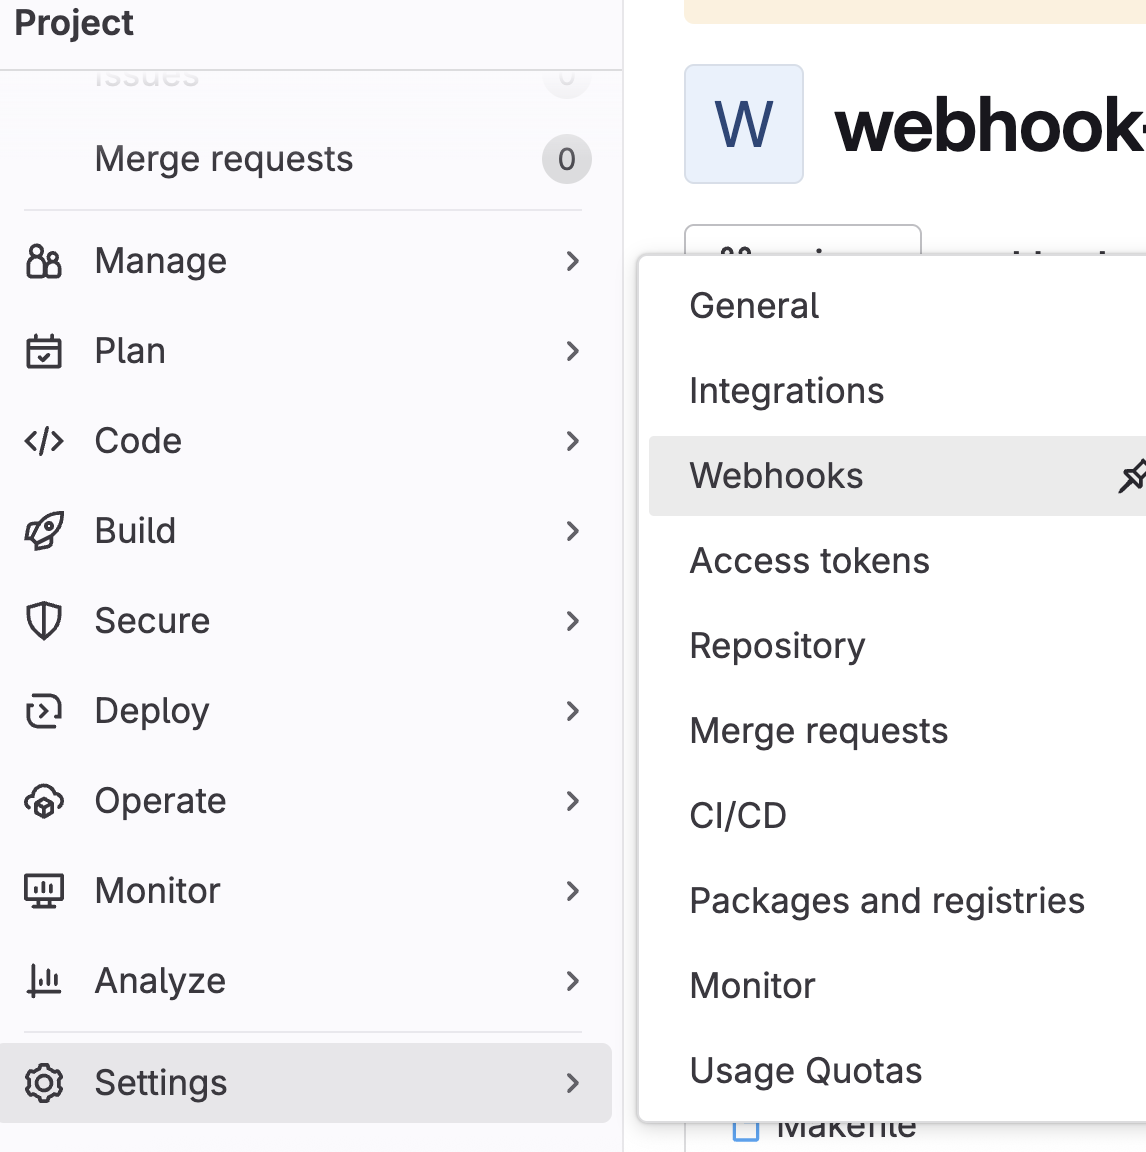 Project
Issues
0
Merge requests
0
Manage
Plan
Code
Build
Secure
Deploy
Operate
Monitor
Analyze
Settings
W
webhook-
General
Integrations
Webhooks
Access tokens
Repository
Merge requests
CI/CD
Packages and registries
Monitor
Usage Quotas
Makefile